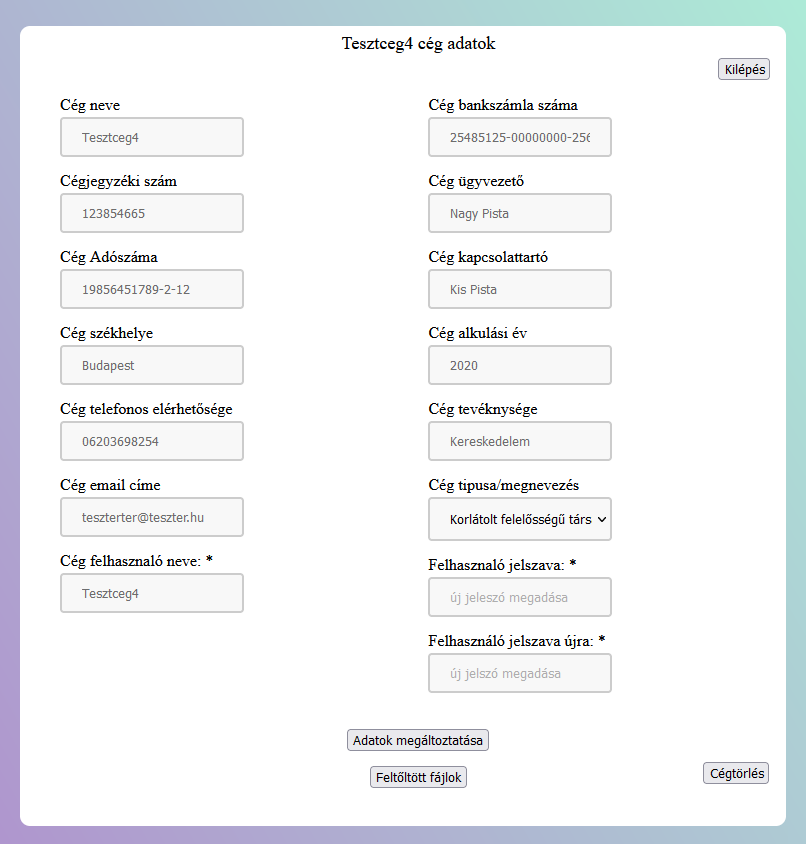 Tesztceg4 cég adatok
Kilépés
Cég neve
Tesztceg4
Cégjegyzéki szám
123854665
Cég Adószáma
19856451789-2-12
Cég székhelye
Budapest
Cég telefonos elérhetősége
06203698254
Cég email címe
teszterter@teszter.hu
Cég felhasznaló neve: *
Tesztceg4
Cég bankszámla száma
25485125-00000000-256
Cég ügyvezető
Nagy Pista
Cég kapcsolattartó
Kis Pista
Cég alkulási év
2020
Cég tevéknysége
Kereskedelem
Cég tipusa/megnevezés
Korlátolt felelősségű társ
Felhasznaló jelszava: *
új jeleszó megadása
Felhasználó jelszava újra: *
új jelszó megadása
Adatok megáltoztatása
Feltőltött fájlok
Cégtörlés